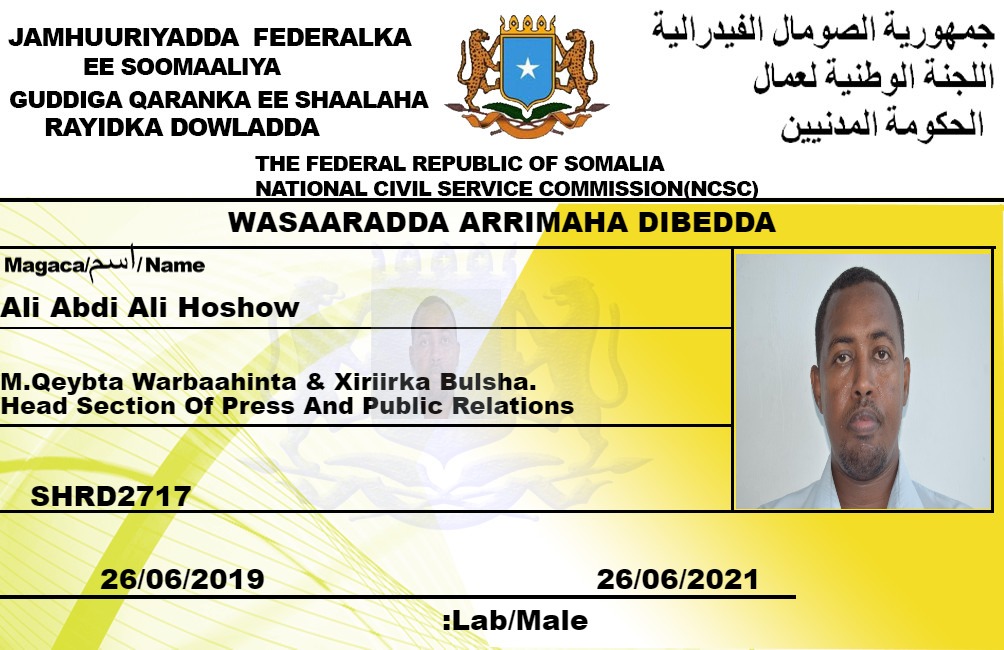 JAMHUURIYADDA FEDERALKA
EE SOOMAALIYA
GUDDIGA QARANKA EE SHAALAHA
RAYIDKA DOWLADDA
جمهورية الصومال الفيدرالية
اللجنة الوطنية لعمال
الحكومة المدنيين
THE FEDERAL REPUBLIC OF SOMALIA
NATIONAL CIVIL SERVICE COMMISSION(NCSC)
WASAARADDA ARRIMAHA DIBEDDA
Magaca/اسم/Name
Ali Abdi Ali Hoshow
M.Qeybta Warbaahinta & Xiriirka Bulsha.
Head Section Of Press And Public Relations
SHRD2717
26/06/2019 26/06/2021
:Lab/Male